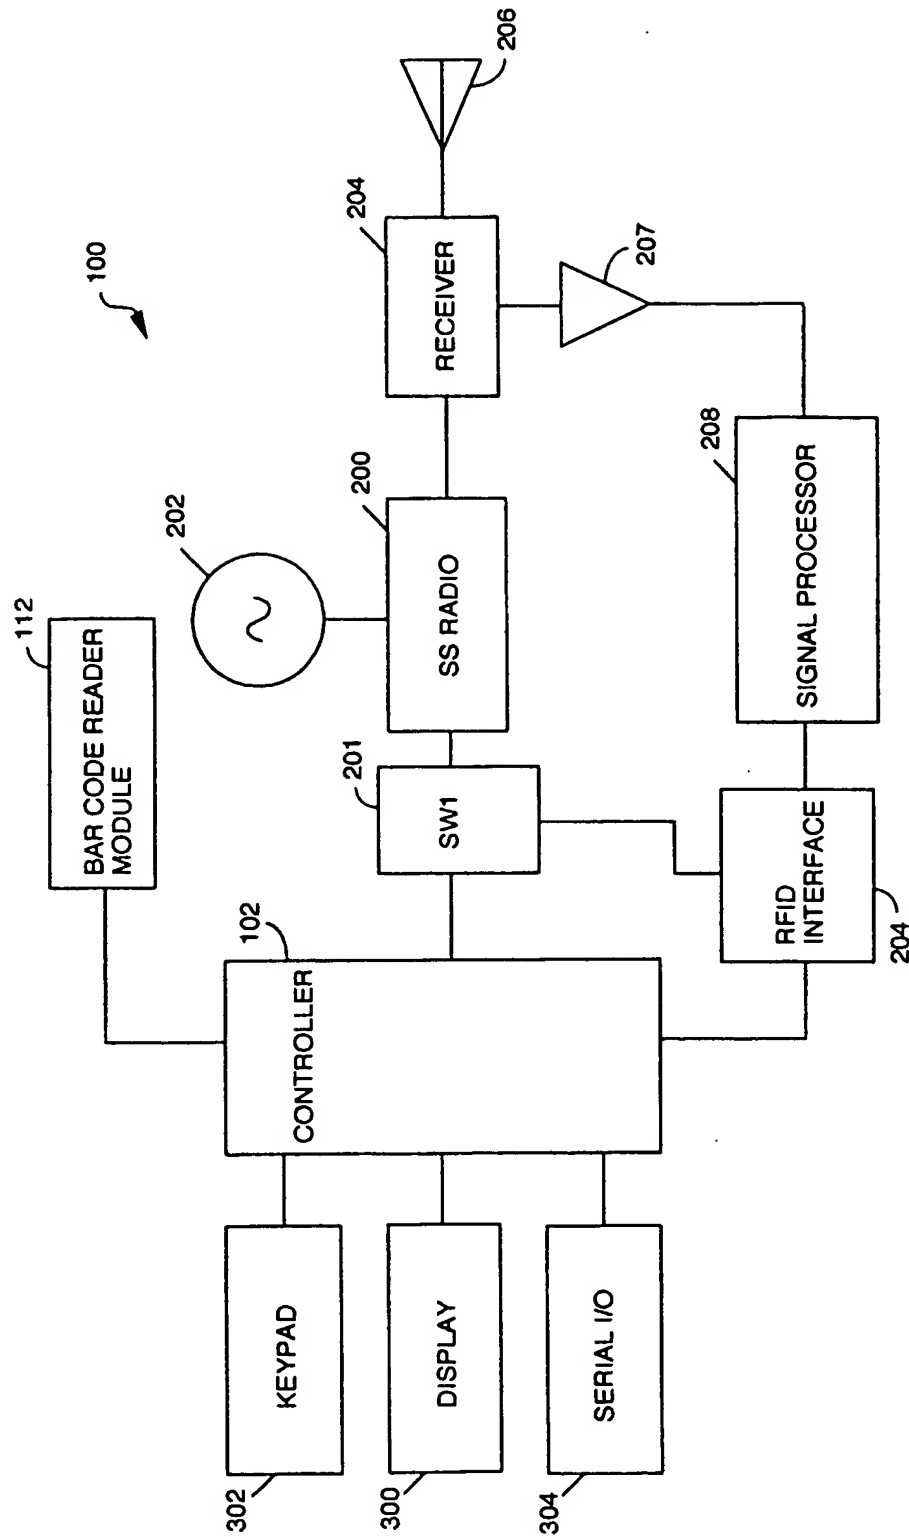 100
112
BAR CODE READER
MODULE
202
206
302
KEYPAD
102
CONTROLLER
201
SW1
200
SS RADIO
204
RECEIVER
300
DISPLAY
207
304
SERIAL I/O
RFID
INTERFACE
204
208
SIGNAL PROCESSOR